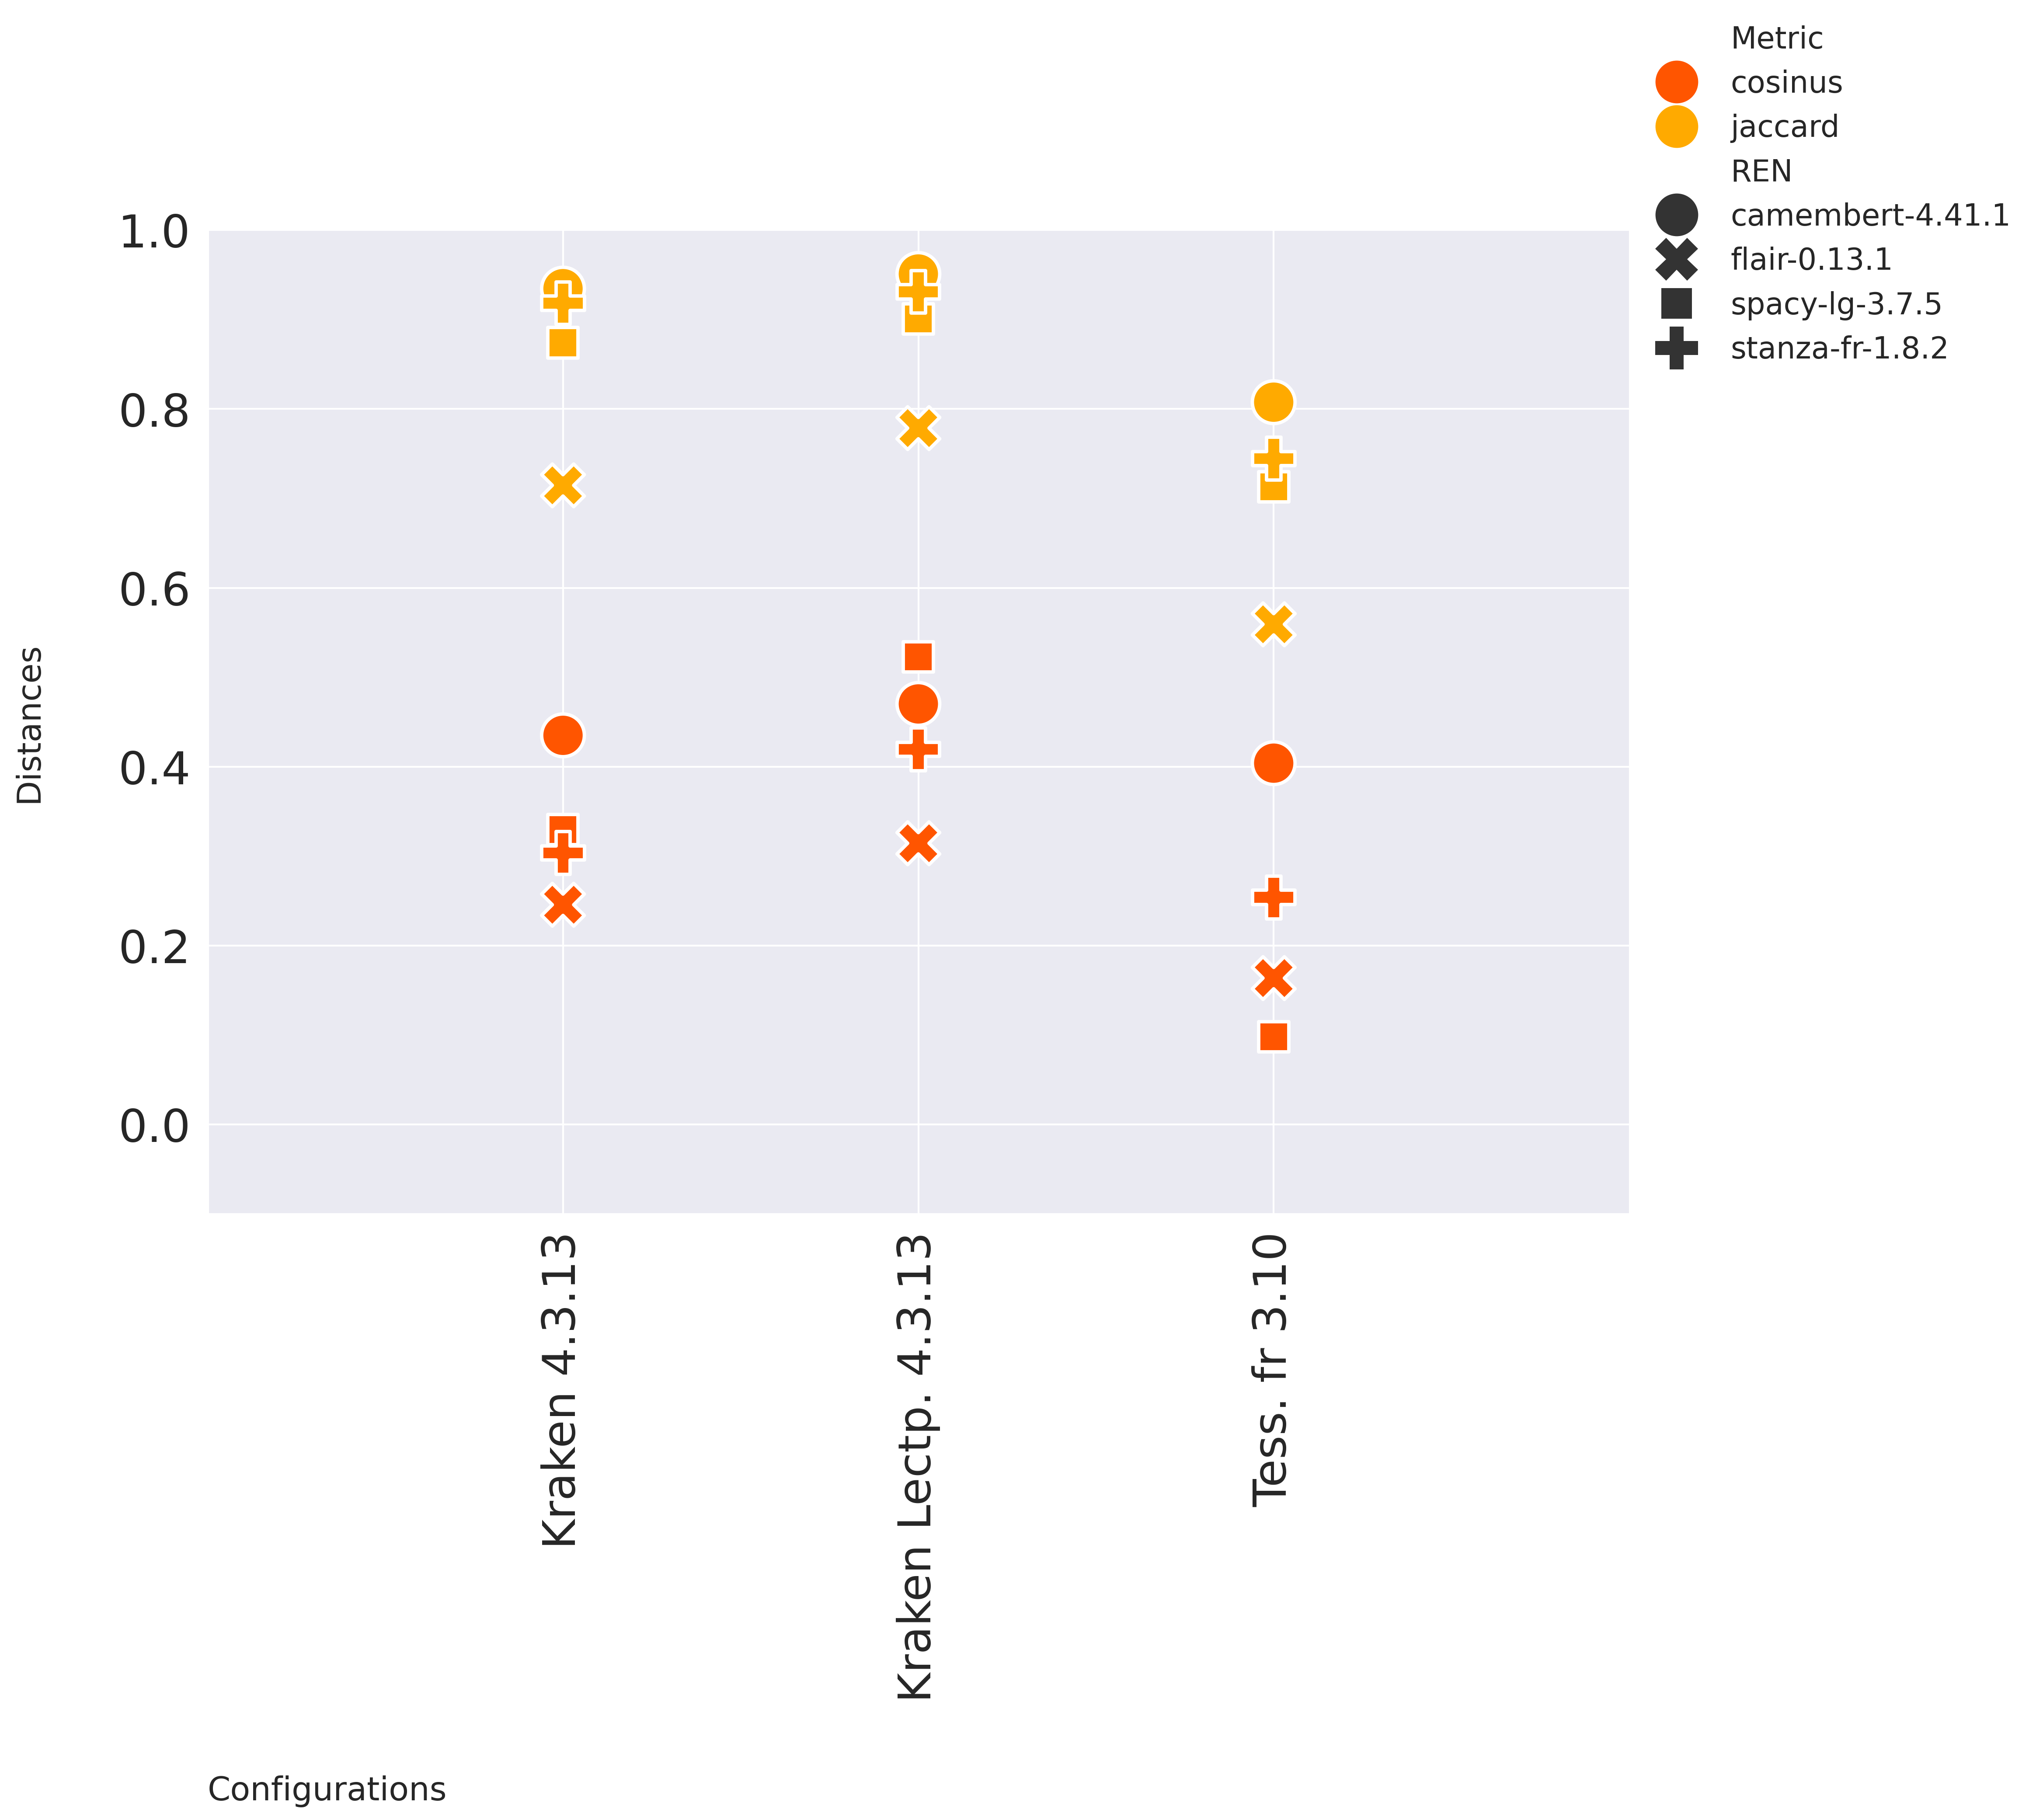 Metric
cosinus
jaccard
REN
camembert-4.41.1
flair-0.13.1
spacy-lg-3.7.5
stanza-fr-1.8.2
1.0
0.8
0.6
0.4
0.2
0.0
Distances
Kraken 4.3.13
Kraken Lectp. 4.3.13
Tess. fr 3.10
Configurations